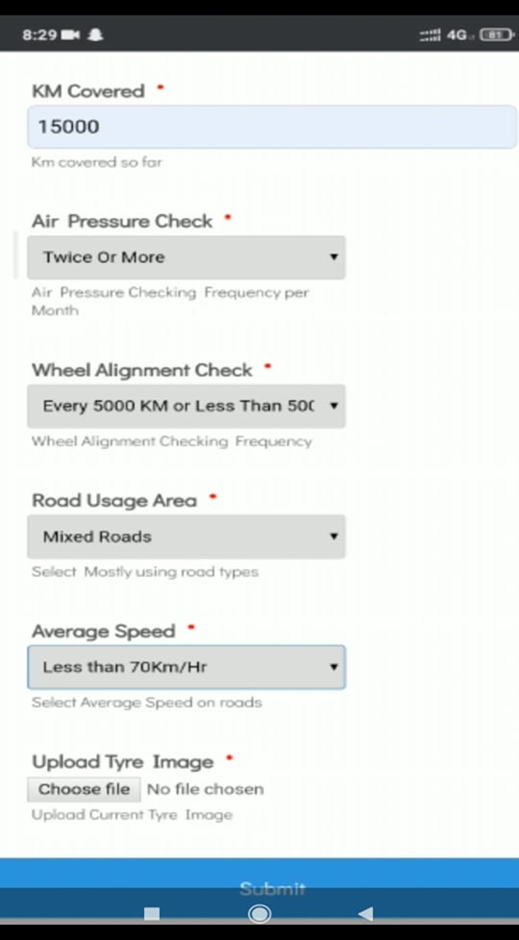 8:29
4G 81
KM Covered *
15000
Km covered so far
Air Pressure Check *
Twice Or More
Air Pressure Checking Frequency per
Month
Wheel Alignment Check *
Every 5000 KM or Less Than 500
Wheel Alignment Checking Frequency
Road Usage Area *
Mixed Roads
Select Mostly using road types
Average Speed *
Less than 70Km/Hr
Select Average Speed on roads
Upload Tyre Image *
Choose file No file chosen
Upload Current Tyre Image
Submit